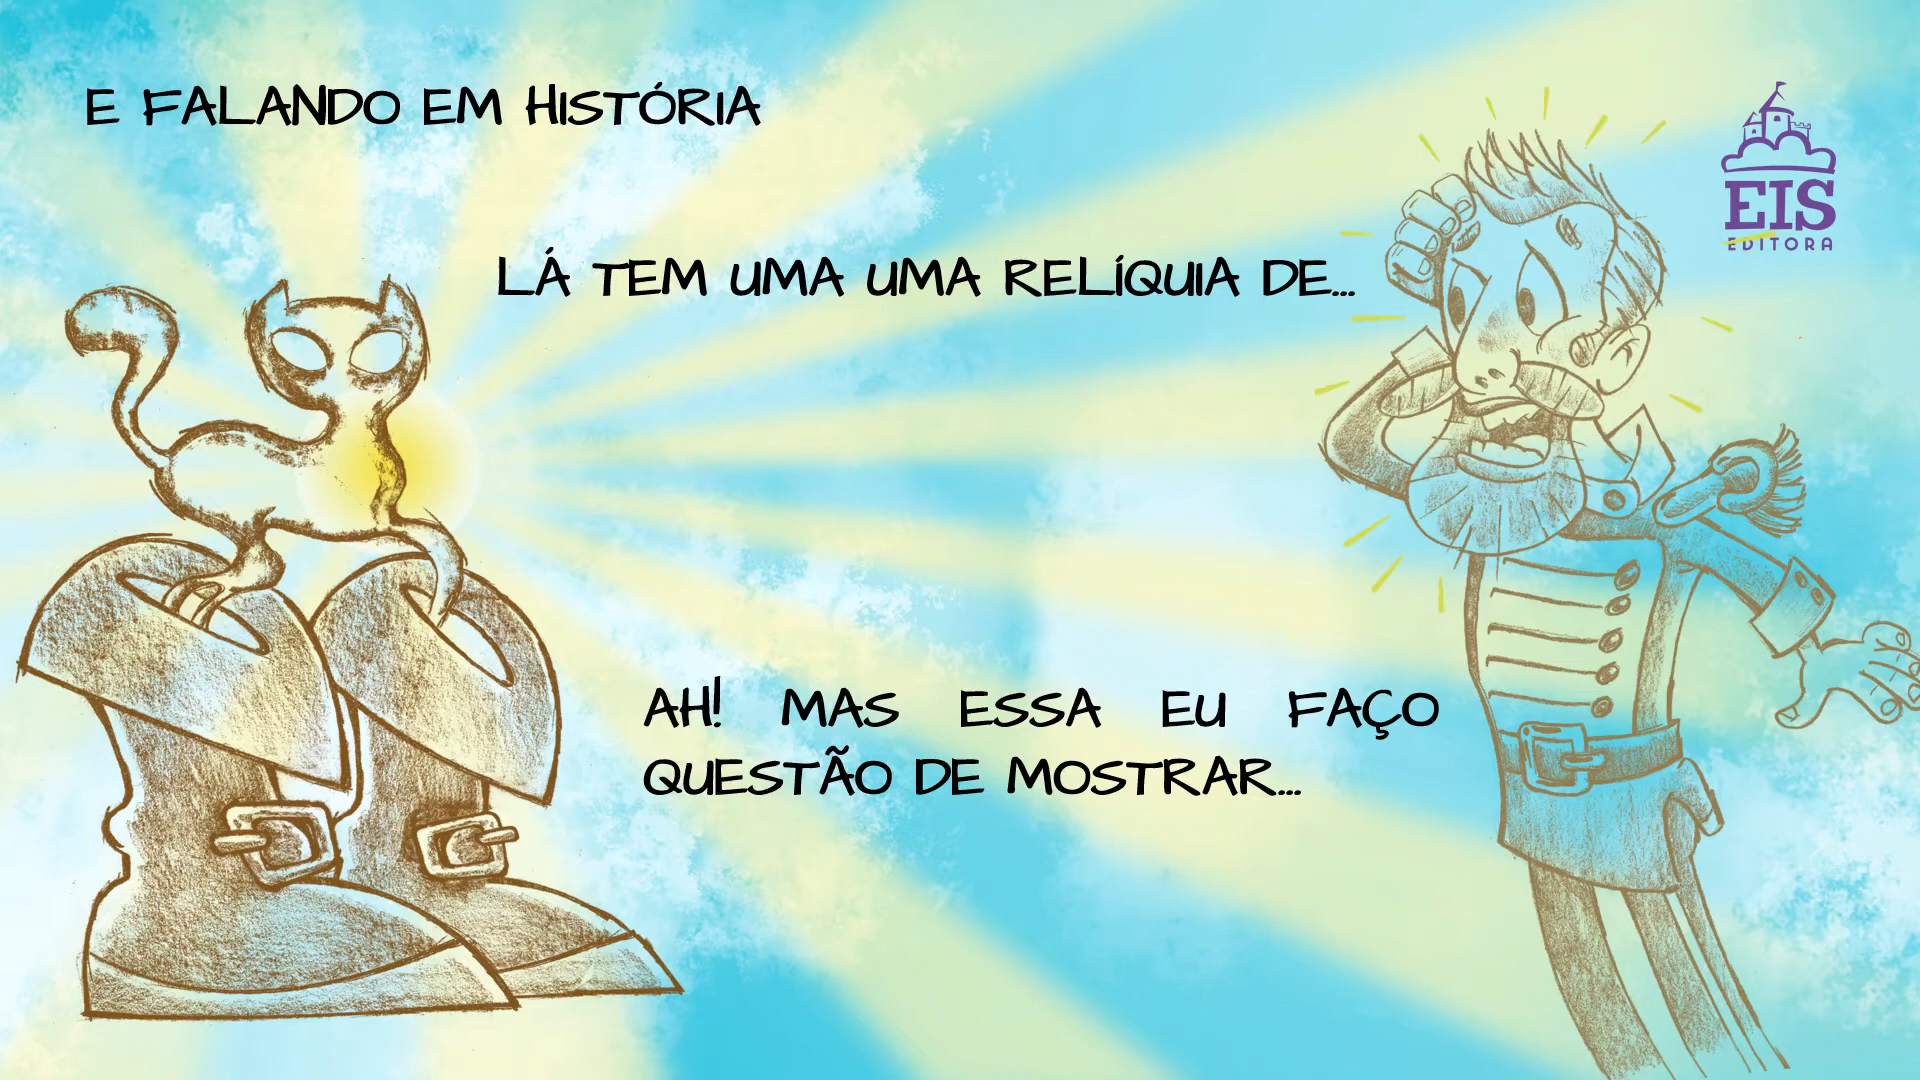 E FALANDO EM HISTÓRIA
LÁ TEM UMA UMA RELÍQUIA DE...
AH! MAS ESSA EU FAÇO
QUESTÃO DE MOSTRAR...
EIS
EDITORA